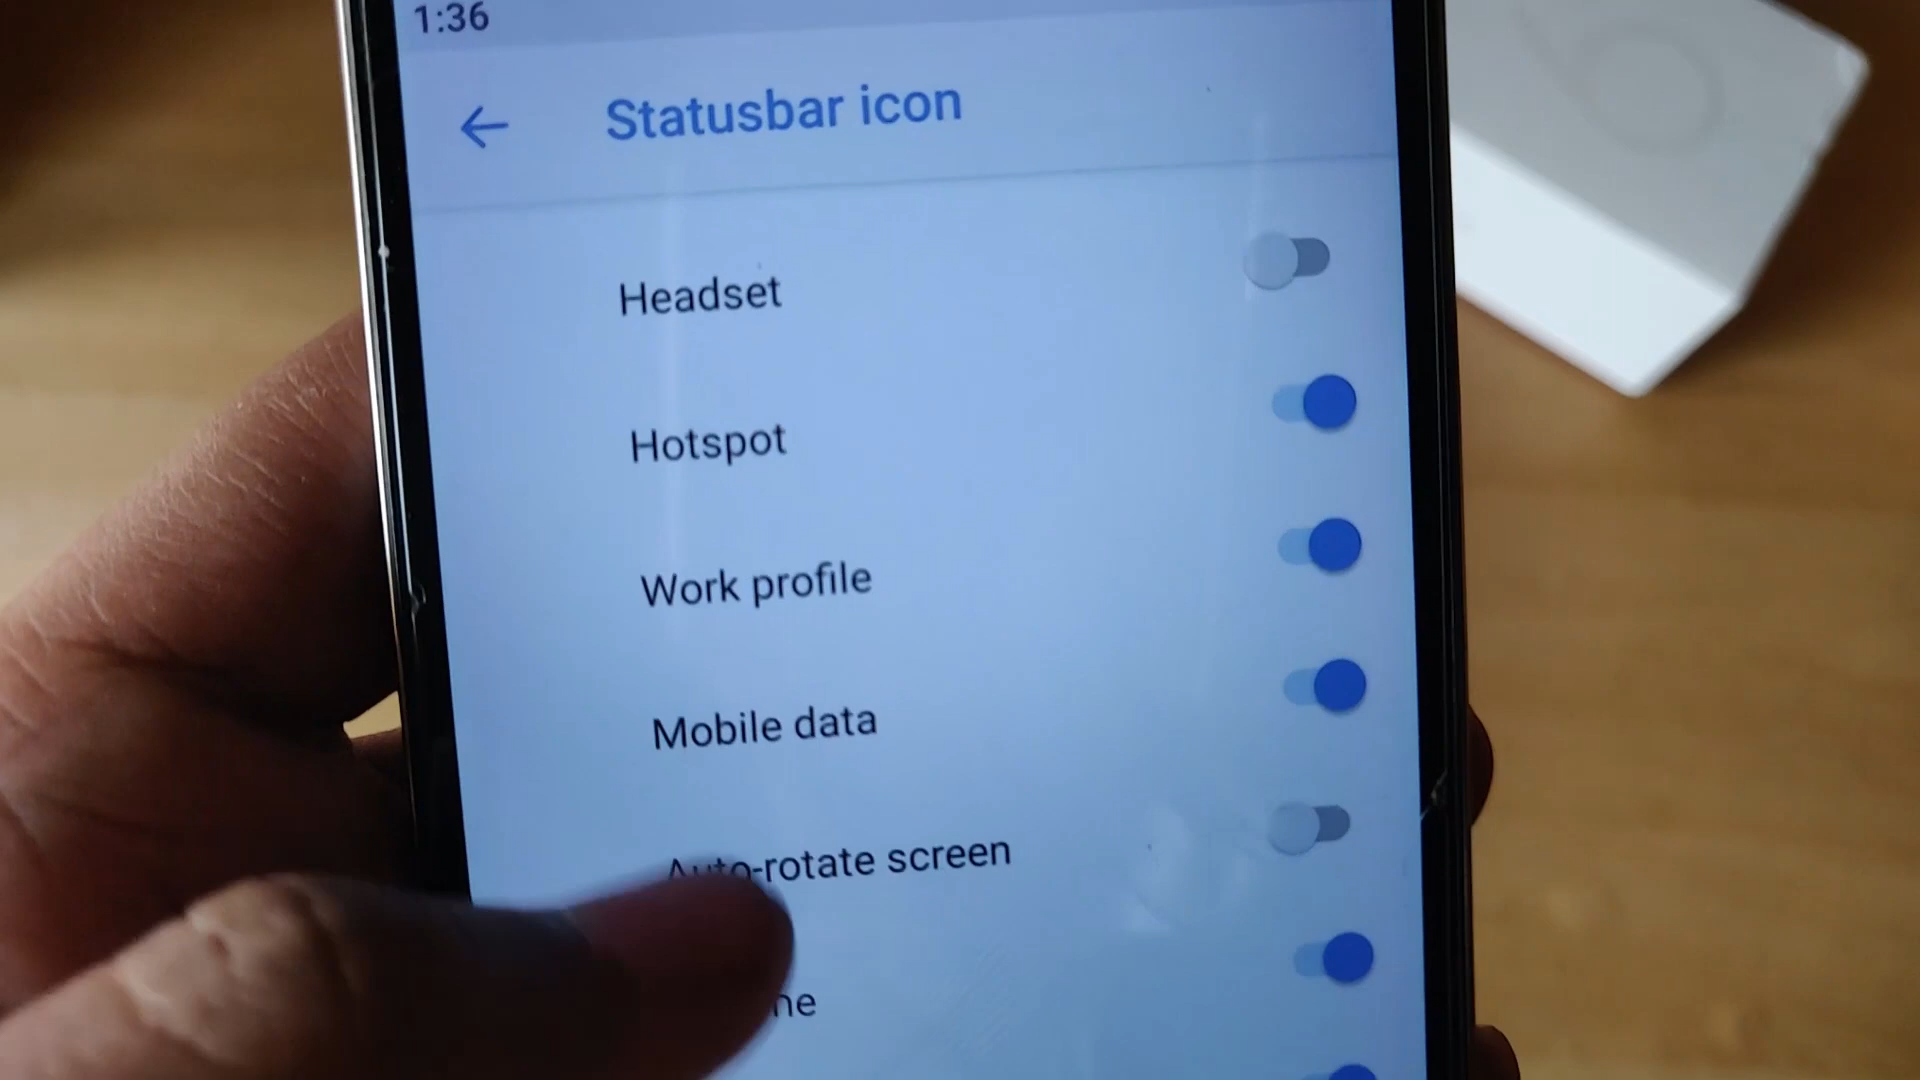 1:36
Statusbar icon
Headset
Hotspot
Work profile
Mobile data
Auto-rotate screen